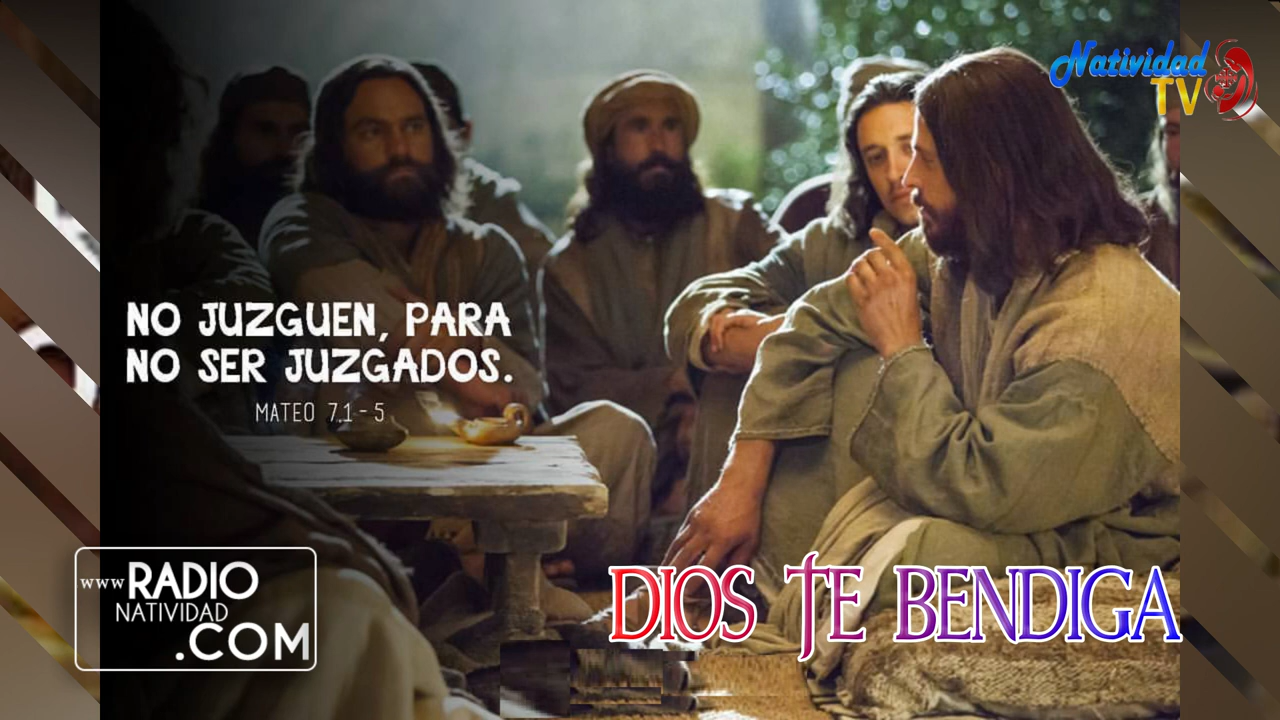 Natividad
TV
NO JUZGUEN, PARA
NO SER JUZGADOS.
MATEO 7,1 - 5
www RADIO
NATIVIDAD
.COM
DIOS TE BENDIGA